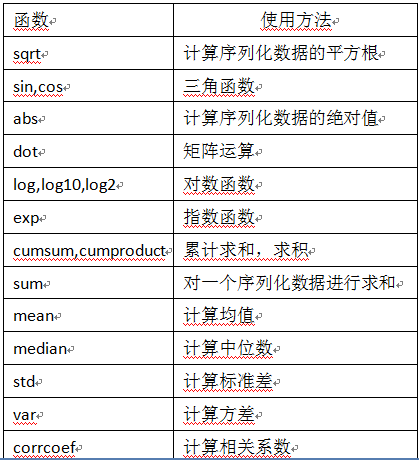 函数 使用方法
sqrt 计算序列化数据的平方根
sin,cos 三角函数
abs 计算序列化数据的绝对值
dot 矩阵运算
log,log10,log2 对数函数
exp 指数函数
cumsum,cumproduct 累计求和，求积
sum 对一个序列化数据进行求和
mean 计算均值
median 计算中位数
std 计算标准差
var 计算方差
corrcoef 计算相关系数